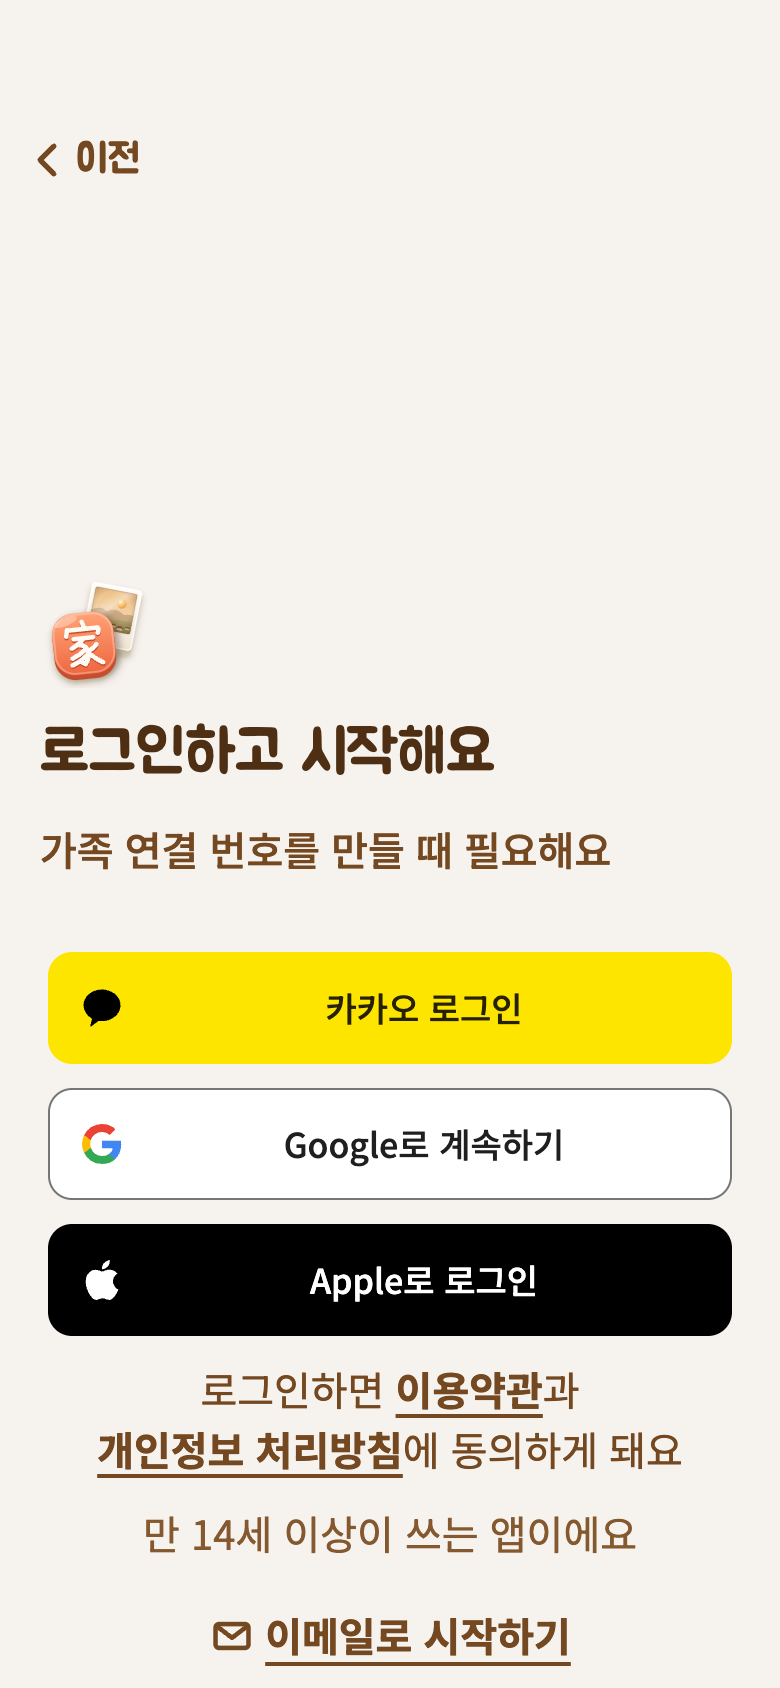 이전
家
로그인하고 시작해요
가족 연결 번호를 만들 때 필요해요
카카오 로그인
Google로 계속하기
Apple로 로그인
로그인하면 이용약관과
개인정보 처리방침에 동의하게 돼요
만 14세 이상이 쓰는 앱이에요
이메일로 시작하기